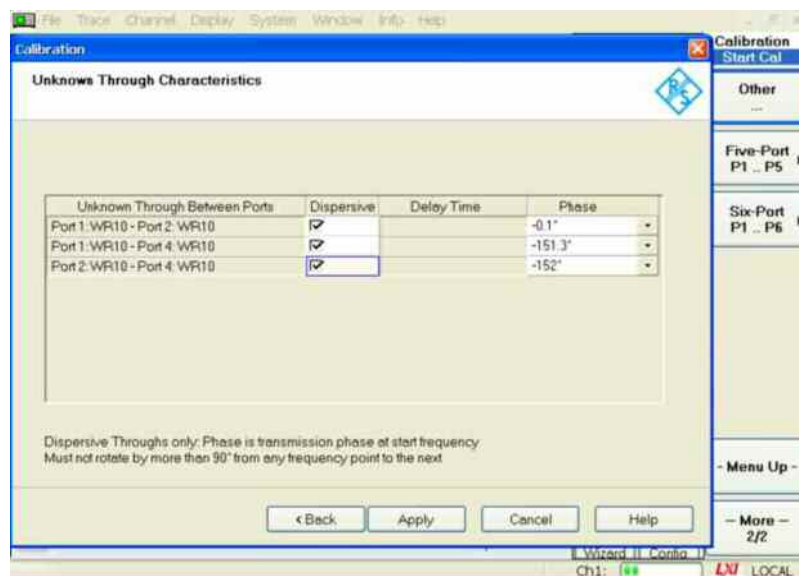 File Trace Channel Display System Window Info Help
Calibration
Calibration
Start Cal
Unknown Through Characteristics
R S
Other
...
Five-Port
P1 .. P5
Six-Port
P1 .. P6
Unknown Through Between Ports Dispersive Delay Time Phase
Port 1: WR10 - Port 2: WR10 -0.1°
Port 1: WR10 - Port 4: WR10 -151.3°
Port 2: WR10 - Port 4: WR10 -152°
Dispersive Throughs only: Phase is transmission phase at start frequency
Must not rotate by more than 90° from any frequency point to the next
- Menu Up -
< Back Apply Cancel Help
– More –
2/2
Wizard Config
Ch1: LXI LOCAL